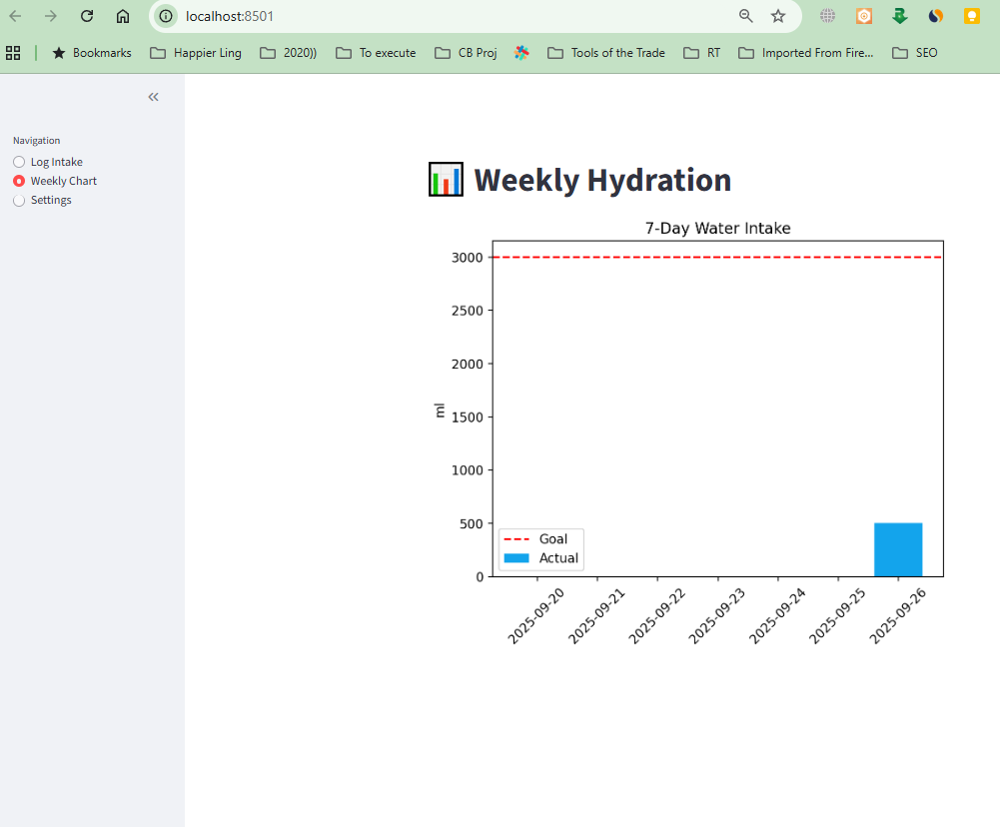 localhost:8501
Bookmarks Happier Ling 2020)) To execute CB Proj Tools of the Trade RT Imported From Fire... SEO
Navigation
Log Intake
Weekly Chart
Settings
Weekly Hydration
7-Day Water Intake
3000
2500
2000
1500
1000
500
0
ml
Goal
Actual
2025-09-20 2025-09-21 2025-09-22 2025-09-23 2025-09-24 2025-09-25 2025-09-26